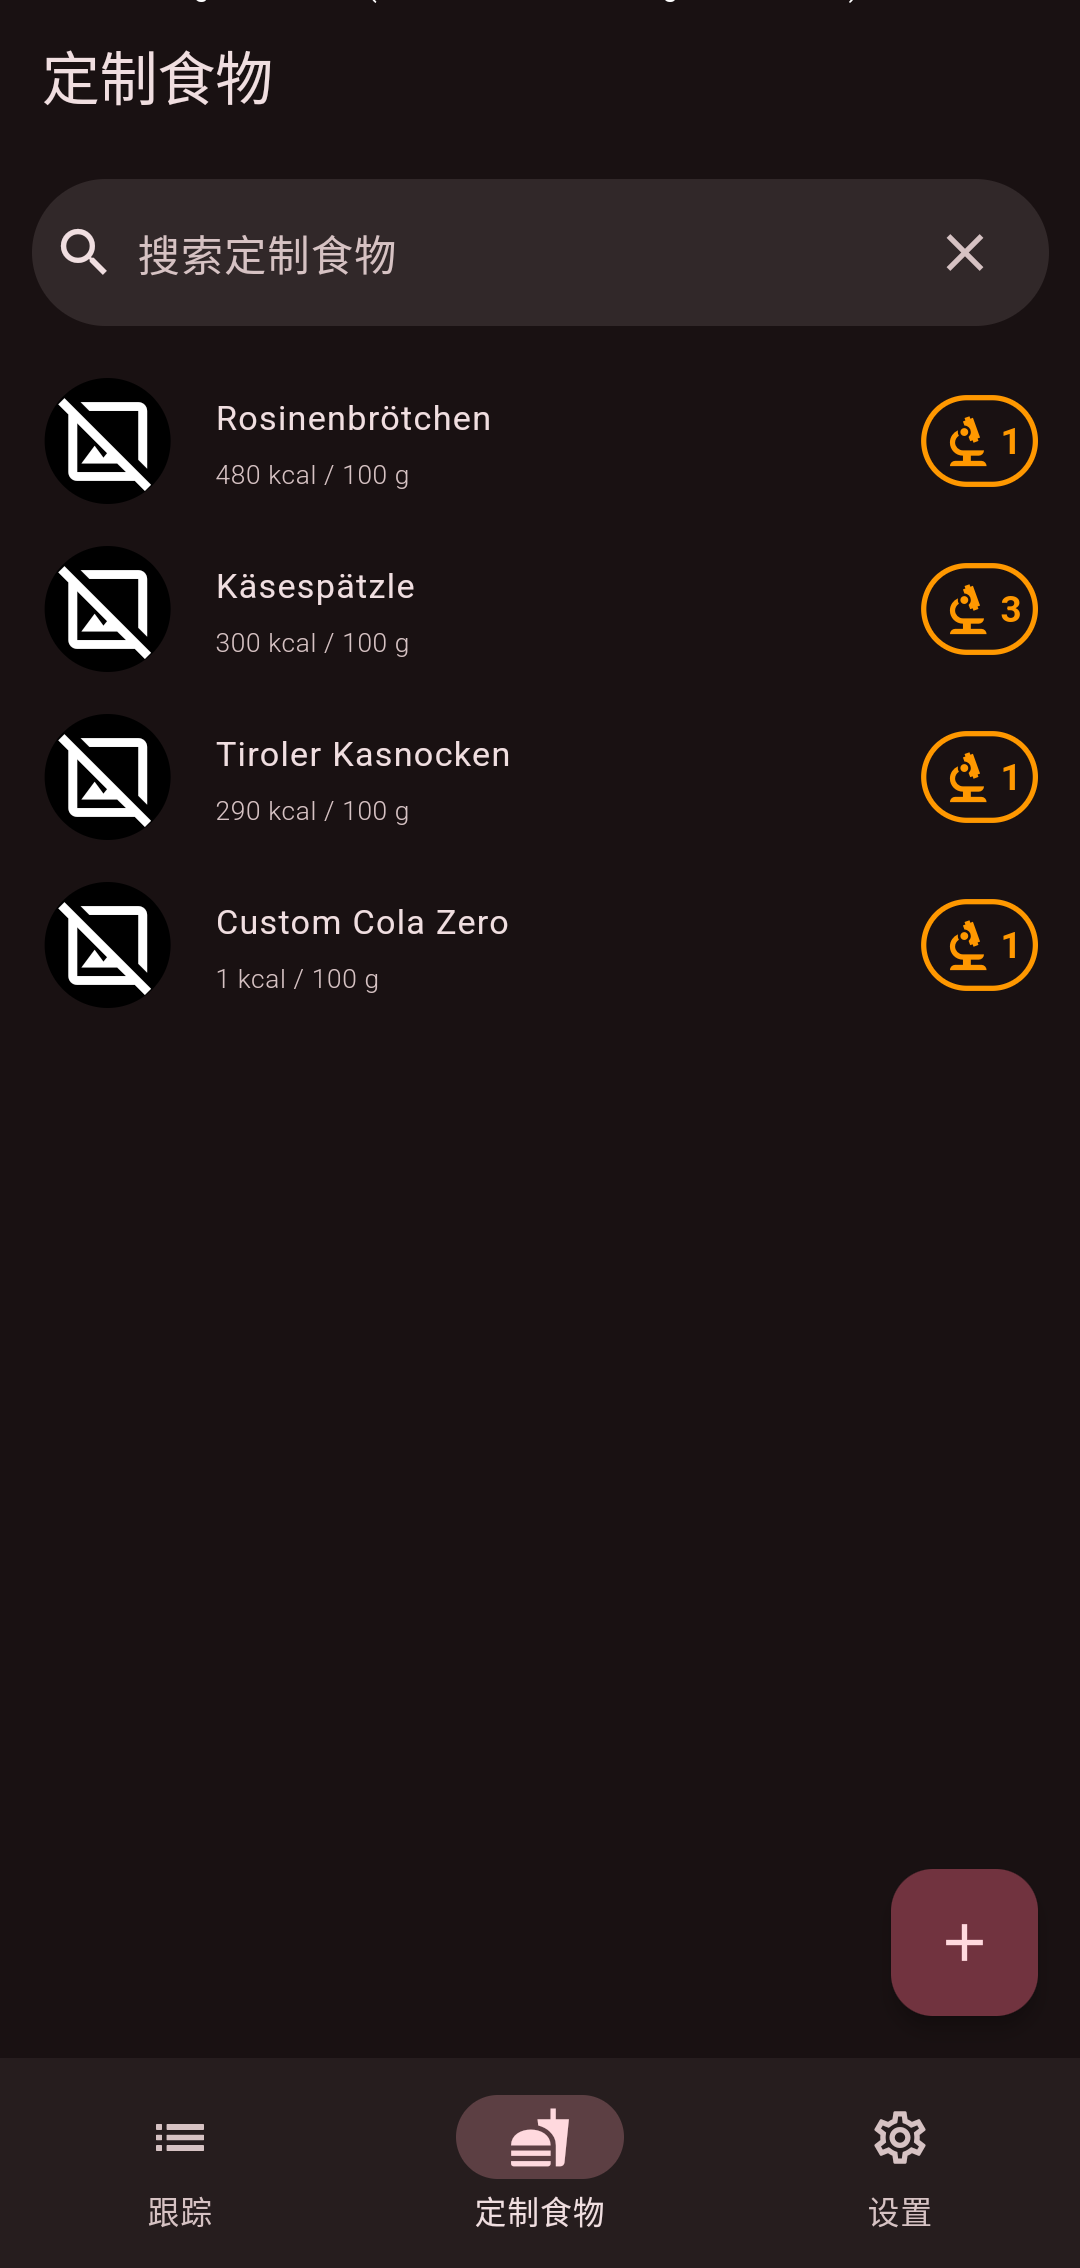 定制食物
搜索定制食物
Rosinenbrötchen
480 kcal / 100 g
1
Käsespätzle
300 kcal / 100 g
3
Tiroler Kasnocken
290 kcal / 100 g
1
Custom Cola Zero
1 kcal / 100 g
1
跟踪
定制食物
设置